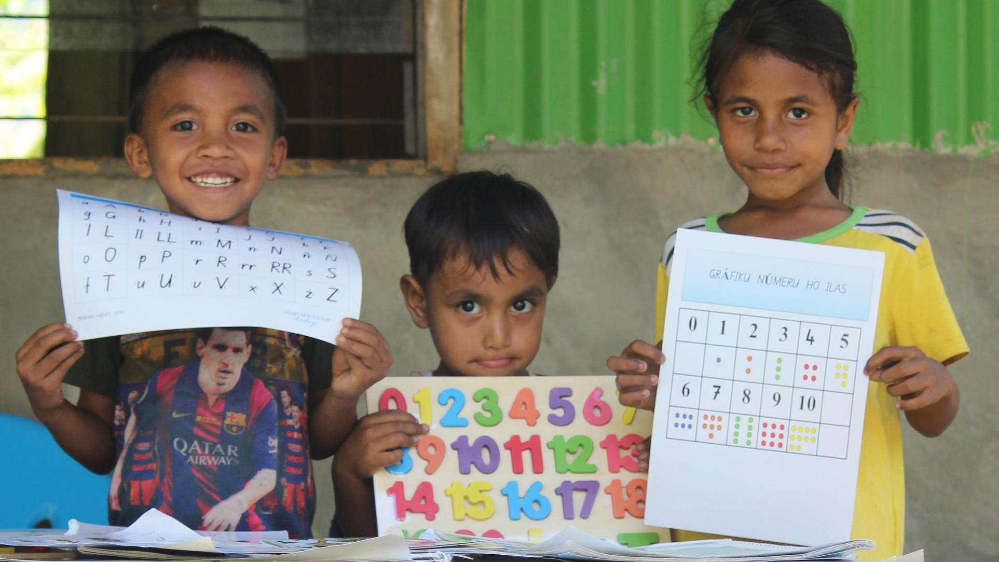 g G h H
l L ll LL m M n N ñ Ñ
o O p P r R rr RR s S
t T u U v V x X z Z
MARY MACKILLOP
today
QATAR
AIRWAYS
0 1 2 3 4 5 6
9 10 11 12 13
14 15 16 17 18
GRÁFIKU NÚMERU HO ILAS
0 1 2 3 4 5
6 7 8 9 10